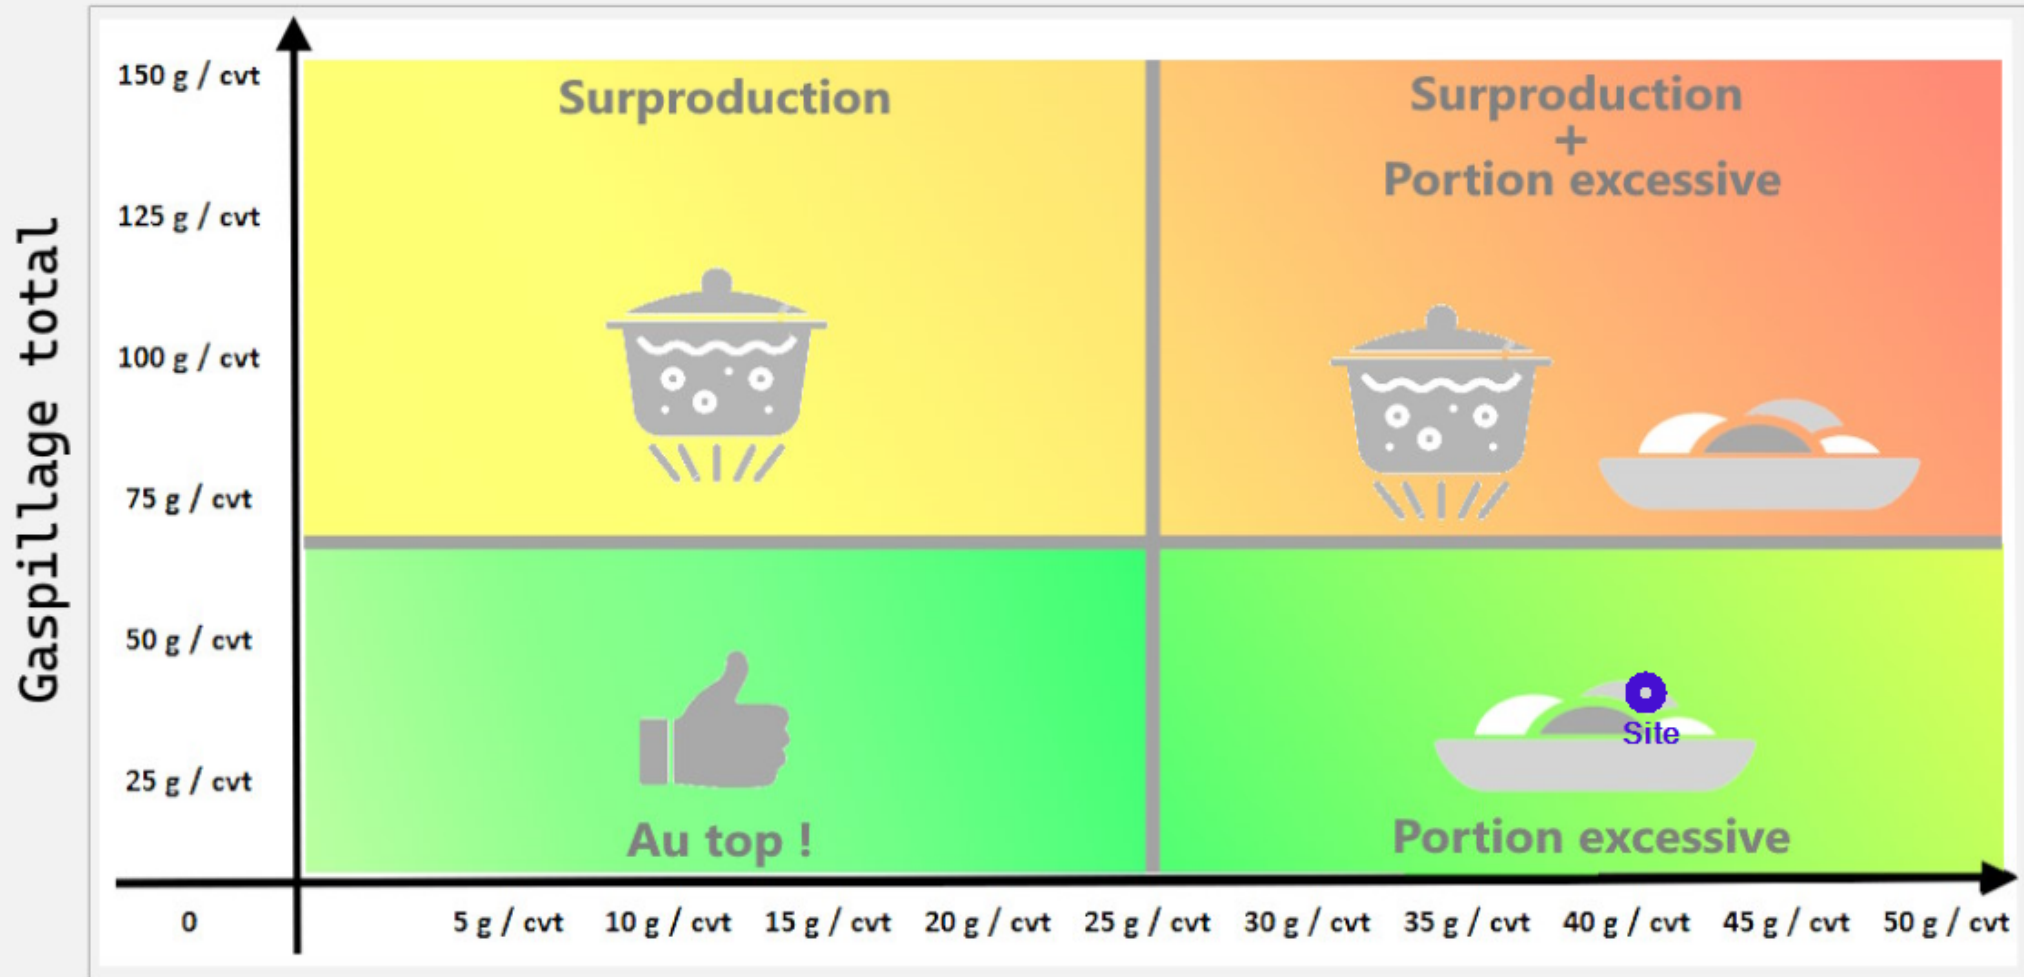 Gaspillage total
150 g / cvt
125 g / cvt
100 g / cvt
75 g / cvt
50 g / cvt
25 g / cvt
Surproduction
Surproduction
+
Portion excessive
Au top !
Site
Portion excessive
0 5 g / cvt 10 g / cvt 15 g / cvt 20 g / cvt 25 g / cvt 30 g / cvt 35 g / cvt 40 g / cvt 45 g / cvt 50 g / cvt